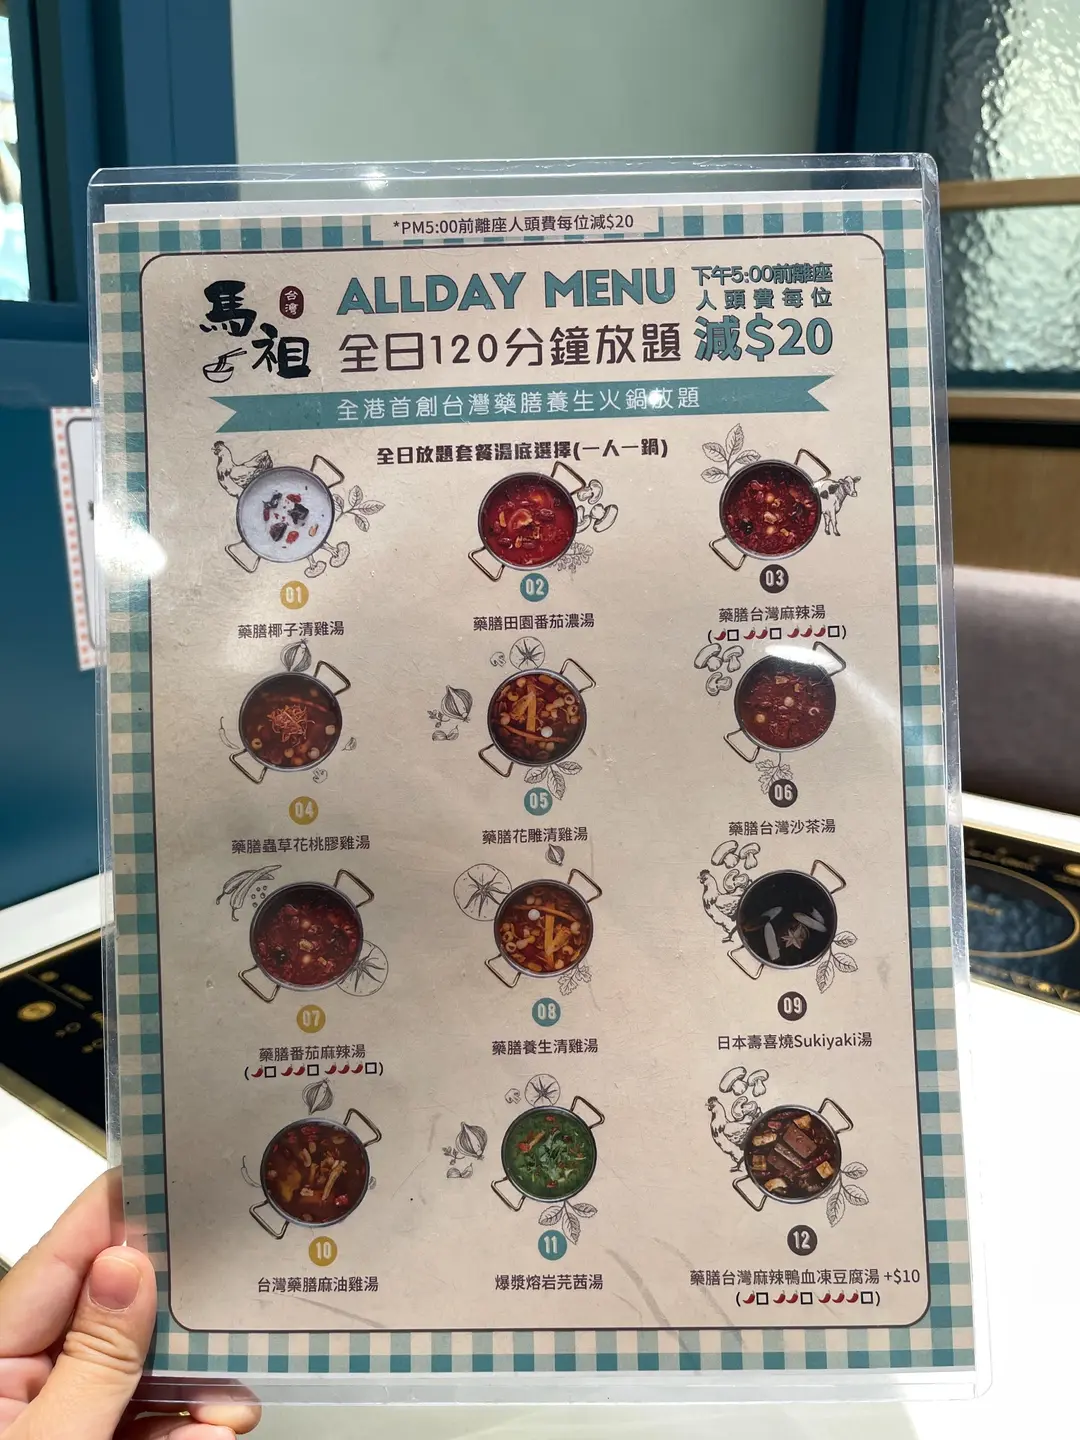 *PM5:00前離座人頭費每位減$20
馬祖
台灣
ALLDAY MENU
全日120分鐘放題
下午5:00前離座
人頭費每位
減$20
全港首創台灣藥膳養生火鍋放題
全日放題套餐湯底選擇(一人一鍋)
01
藥膳椰子清雞湯
02
藥膳田園番茄濃湯
03
藥膳台灣麻辣湯
04
藥膳蟲草花桃膠雞湯
05
藥膳花雕清雞湯
06
藥膳台灣沙茶湯
07
藥膳番茄麻辣湯
08
藥膳養生清雞湯
09
日本壽喜燒Sukiyaki湯
10
台灣藥膳麻油雞湯
11
爆漿熔岩芫茜湯
12
藥膳台灣麻辣鴨血凍豆腐湯 +$10